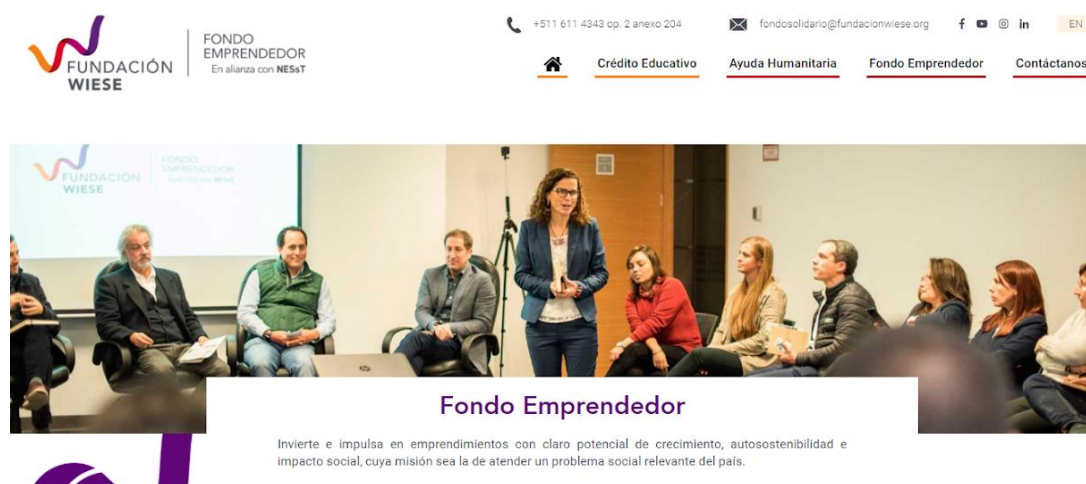 +511 611 4343 op. 2 anexo 204
fondosolidario@fundacionwiese.org
EN
FUNDACIÓN
WIESE
FONDO
EMPRENDEDOR
En alianza con NESsT
Crédito Educativo
Ayuda Humanitaria
Fondo Emprendedor
Contáctanos
FUNDACIÓN
WIESE
FONDO
EMPRENDEDOR
Fondo Emprendedor
Invierte e impulsa en emprendimientos con claro potencial de crecimiento, autosostenibilidad e
impacto social, cuya misión sea la de atender un problema social relevante del país.